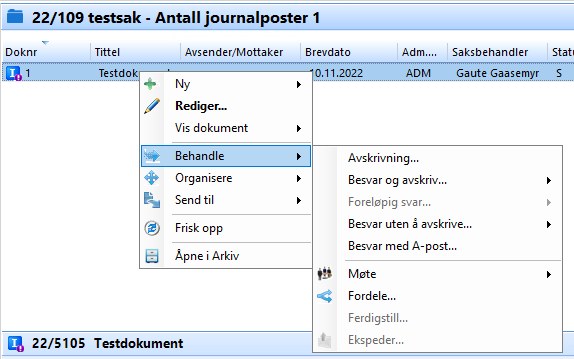 22/109 testsak - Antall journalposter 1
Doknr Tittel Avsender/Mottaker Brevdato Adm.... Saksbehandler Stat
1 Testdok 10.11.2022 ADM Gaute Gaasemyr S
Ny
Rediger...
Vis dokument
Behandle
Organisere
Send til
Frisk opp
Åpne i Arkiv
Avskrivning...
Besvar og avskriv...
Foreløpig svar...
Besvar uten å avskrive...
Besvar med A-post...
Møte
Fordele...
Ferdigstill...
Ekspeder...
22/5105 Testdokument